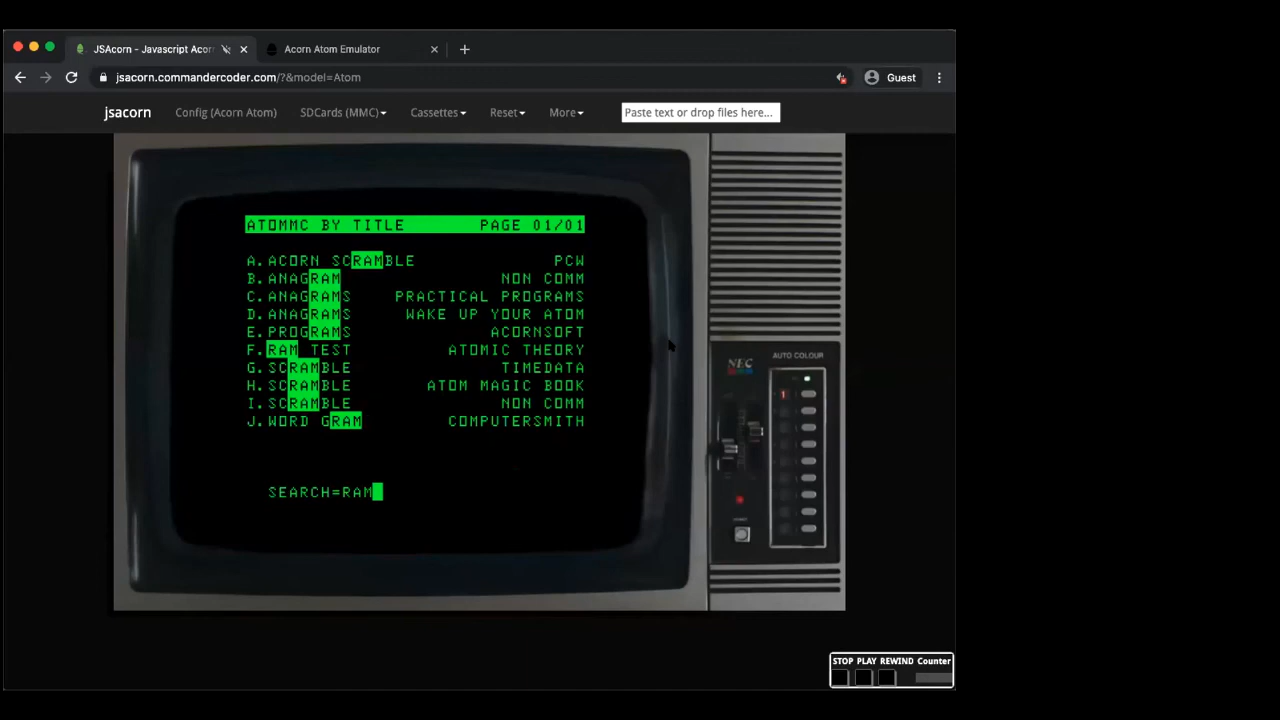 JSAcorn - Javascript Acorn
Acorn Atom Emulator
jsacorn.commandercoder.com/?&model=Atom
Guest
jsacorn Config (Acorn Atom) SDCards (MMC) Cassettes Reset More Paste text or drop files here...
ATOMMC BY TITLE PAGE 01/01
A.ACORN SCRAMBLE PCW
B.ANAGRAM NON COMM
C.ANAGRAMS PRACTICAL PROGRAMS
D.ANAGRAMS WAKE UP YOUR ATOM
E.PROGRAMS ACORNSOFT
F.RAM TEST ATOMIC THEORY
G.SCRAMBLE TIMEDATA
H.SCRAMBLE ATOM MAGIC BOOK
I.SCRAMBLE NON COMM
J.WORD GRAM COMPUTERSMITH
SEARCH=RAM
NEC
AUTO COLOUR
1
STOP PLAY REWIND Counter